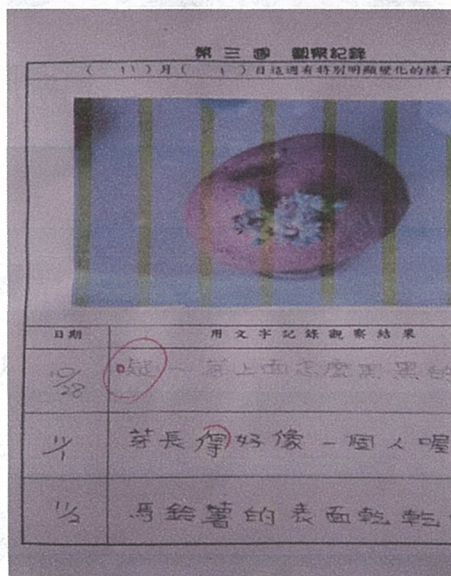 第三週 觀察紀錄
( 11 )月( 1 )日這週有特別明顯變化的樣子
日期 用文字記錄觀察結果
10/28 芽上面怎麼黑黑的
11/1 芽長得好像一個人喔
11/2 馬鈴薯的表面乾乾